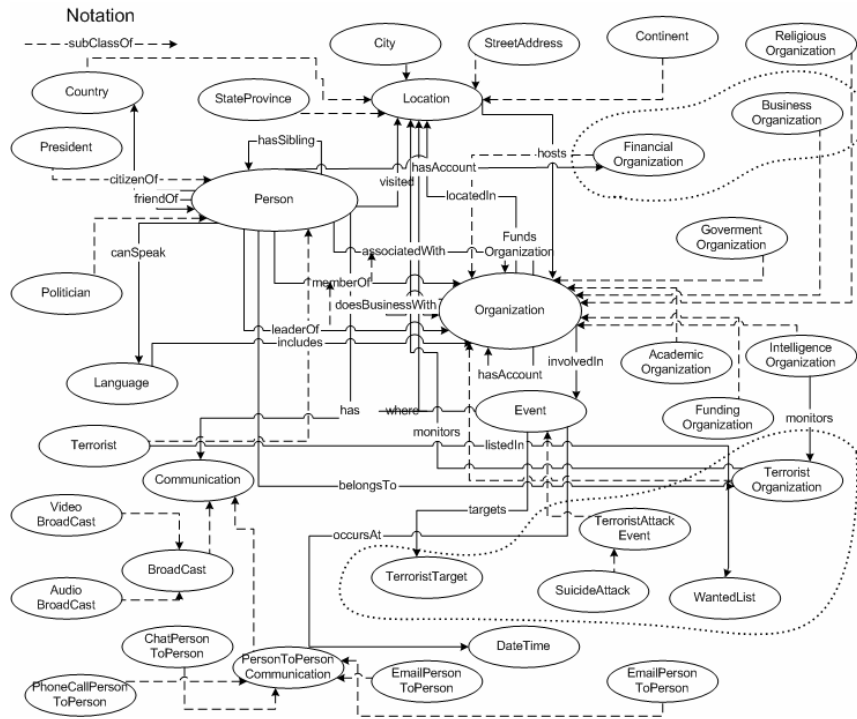 Notation
subClassOf
City
StreetAddress
Continent
Religious
Organization
Country
StateProvince
Location
Business
Organization
President
hasSibling
hosts
Financial
Organization
hasAccount
citizenOf
visited
friendOf
Person
locatedIn
canSpeak
associatedWith
Funds
Organization
Goverment
Organization
Politician
memberOf
doesBusinessWith
Organization
leaderOf
includes
Language
hasAccount
involvedIn
Academic
Organization
Intelligence
Organization
has
where
Event
Funding
Organization
monitors
Terrorist
monitors
listedIn
Communication
belongsTo
Terrorist
Organization
Video
BroadCast
targets
TerroristAttack
Event
occursAt
BroadCast
TerroristTarget
SuicideAttack
WantedList
Audio
BroadCast
ChatPerson
ToPerson
DateTime
PersonToPerson
Communication
PhoneCallPerson
ToPerson
EmailPerson
ToPerson
EmailPerson
ToPerson